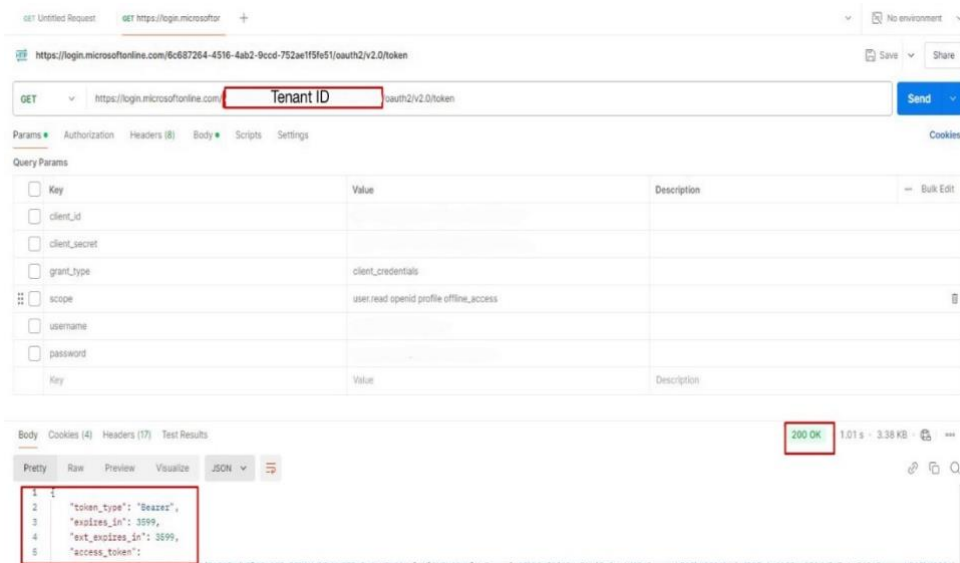 GET Untitled Request GET https://login.microsoftor + No environment
https://login.microsoftonline.com/6c687264-4516-4ab2-9ccd-752ae1f5fe51/oauth2/v2.0/token Save Share
GET https://login.microsoftonline.com/ Tenant ID /oauth2/v2.0/token Send
Params Authorization Headers (8) Body Scripts Settings Cookies
Query Params
Key Value Description Bulk Edit
client_id
client_secret
grant_type client_credentials
scope user.read openid profile offline_access
username
password
Key Value Description
Body Cookies (4) Headers (17) Test Results 200 OK 1.01 s 3.38 KB
Pretty Raw Preview Visualize JSON
1 {
2 "token_type": "Bearer",
3 "expires_in": 3599,
4 "ext_expires_in": 3599,
5 "access_token":